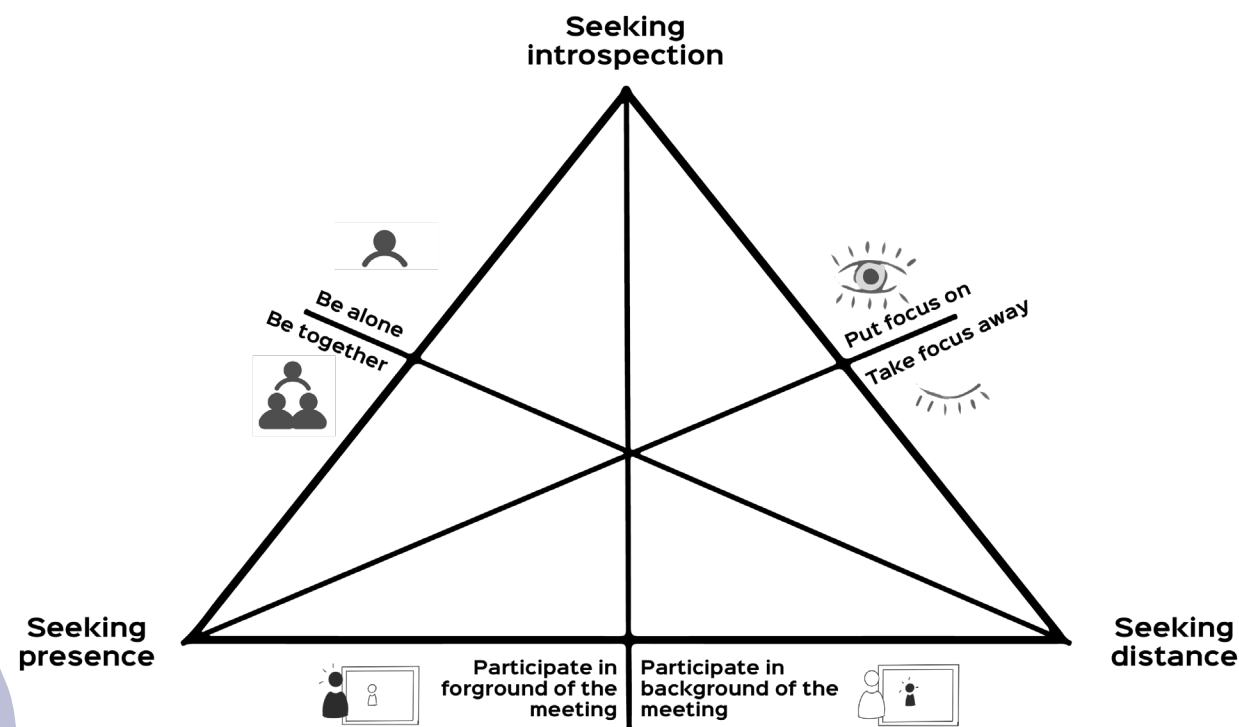 Seeking
introspection
Be alone
Be together
Put focus on
Take focus away
Seeking
presence
Seeking
distance
Participate in
forground of the
meeting
Participate in
background of the
meeting